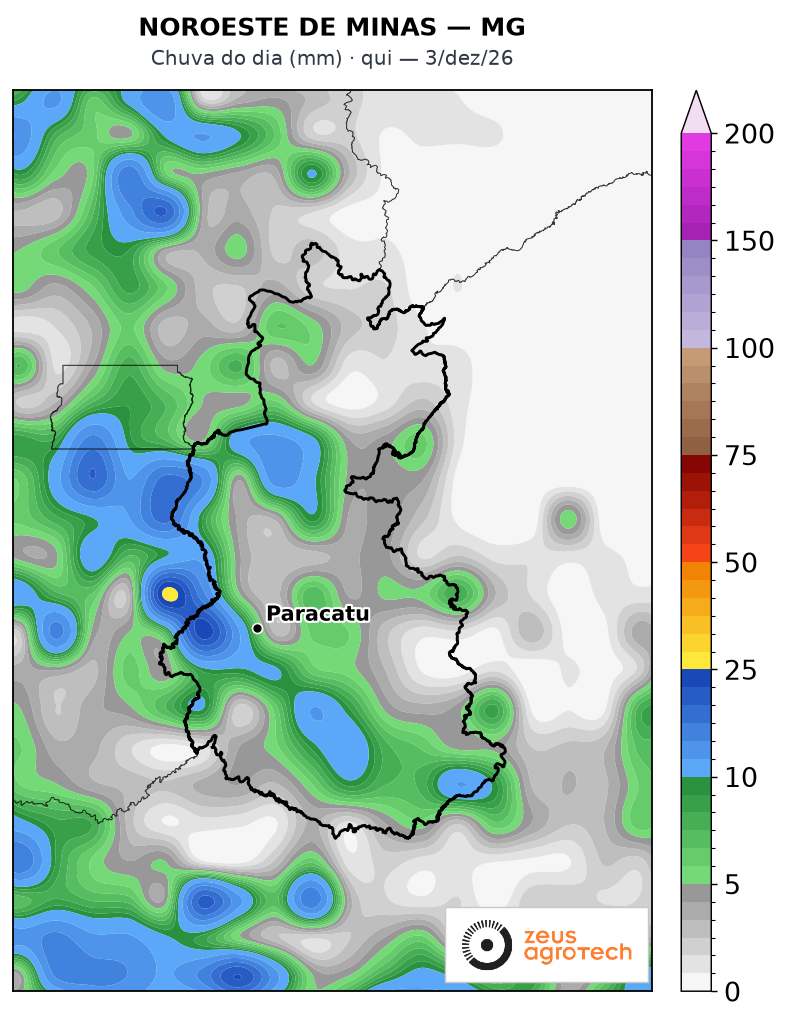 NOROESTE DE MINAS — MG
Chuva do dia (mm) · qui — 3/dez/26
200
150
100
75
50
25
10
5
0
Paracatu
zeus
agrotech